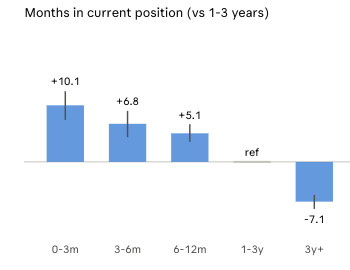 Months in current position (vs 1-3 years)
+10.1
+6.8
+5.1
ref
-7.1
0-3m 3-6m 6-12m 1-3y 3y+